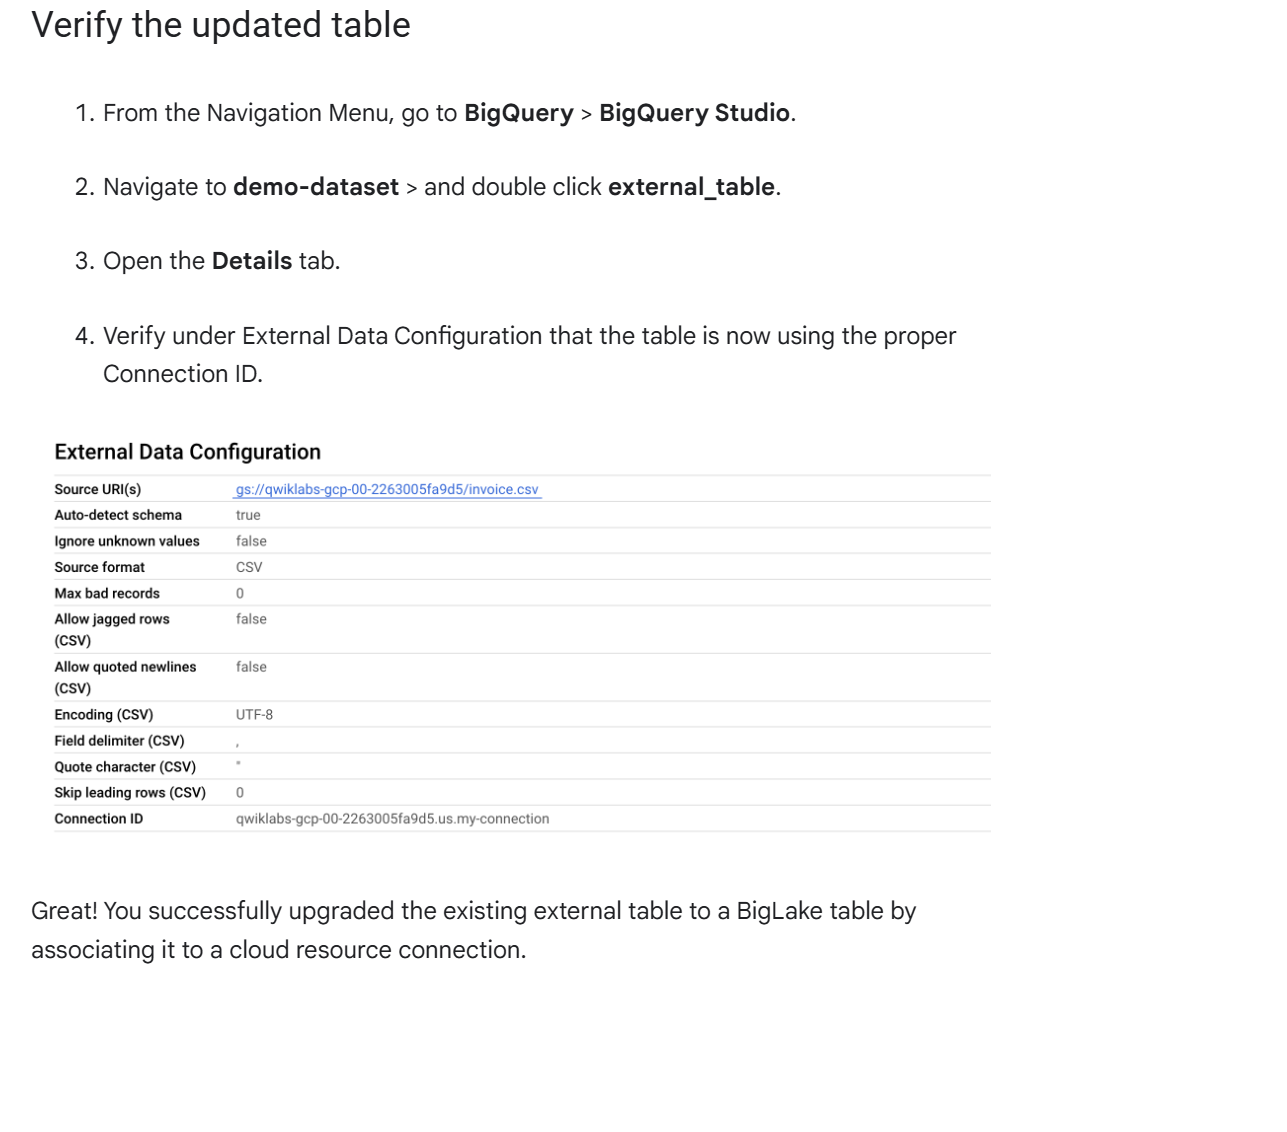 Verify the updated table
1. From the Navigation Menu, go to BigQuery > BigQuery Studio.
2. Navigate to demo-dataset > and double click external_table.
3. Open the Details tab.
4. Verify under External Data Configuration that the table is now using the proper
Connection ID.
External Data Configuration
Source URI(s) gs://qwiklabs-gcp-00-2263005fa9d5/invoice.csv
Auto-detect schema true
Ignore unknown values false
Source format CSV
Max bad records 0
Allow jagged rows false
(CSV)
Allow quoted newlines false
(CSV)
Encoding (CSV) UTF-8
Field delimiter (CSV) ,
Quote character (CSV) "
Skip leading rows (CSV) 0
Connection ID qwiklabs-gcp-00-2263005fa9d5.us.my-connection
Great! You successfully upgraded the existing external table to a BigLake table by
associating it to a cloud resource connection.